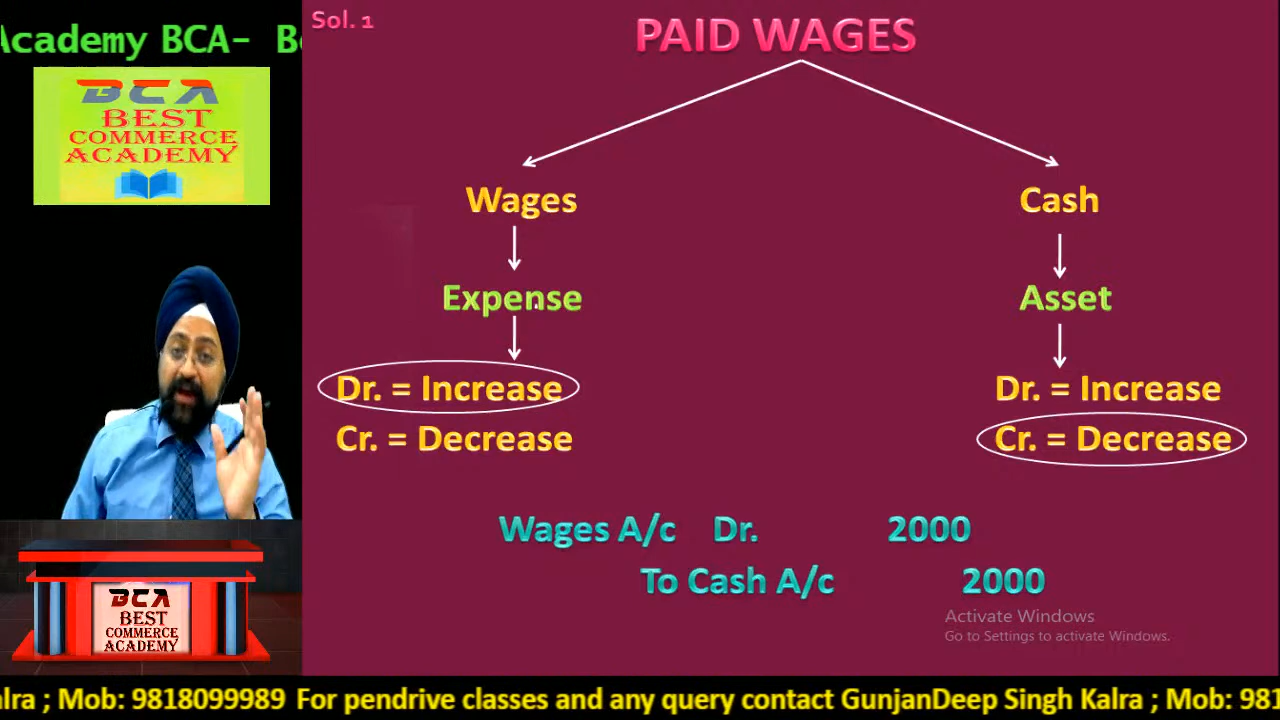 Academy BCA-
BCA
BEST
COMMERCE
ACADEMY
Sol. 1
PAID WAGES
Wages
Cash
Expense
Asset
Dr. = Increase
Cr. = Decrease
Dr. = Increase
Cr. = Decrease
Wages A/c Dr. 2000
To Cash A/c 2000
Activate Windows
Go to Settings to activate Windows.
BCA
BEST
COMMERCE
ACADEMY
alra ; Mob: 9818099989 For pendrive classes and any query contact GunjanDeep Singh Kalra ; Mob: 981